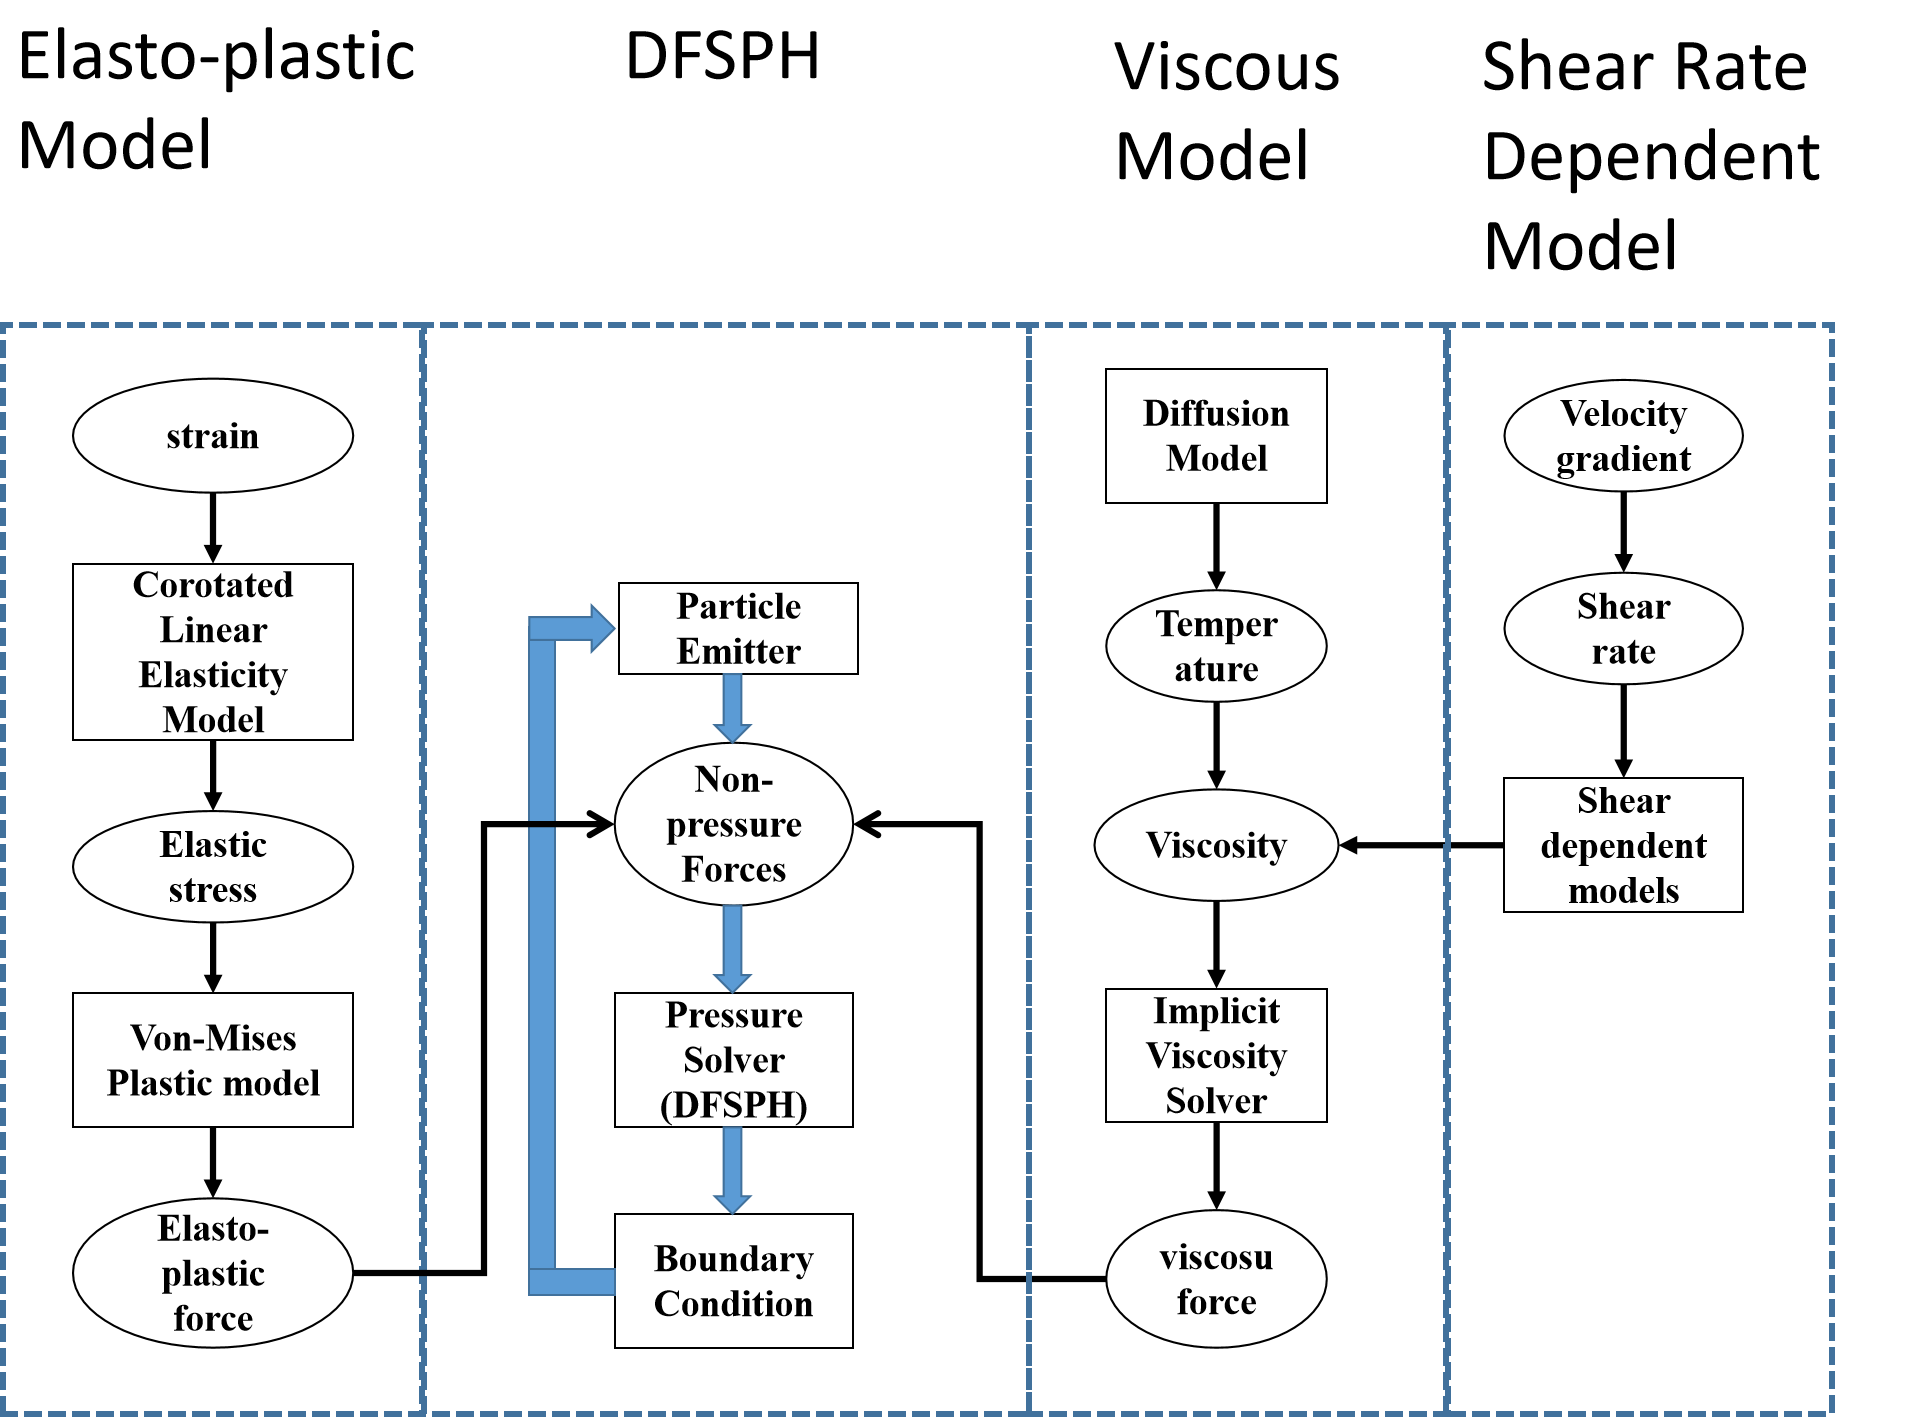 Elasto-plastic
Model
DFSPH
Viscous
Model
Shear Rate
Dependent
Model
strain
Corotated
Linear
Elasticity
Model
Elastic
stress
Von-Mises
Plastic model
Elasto-
plastic
force
Particle
Emitter
Non-
pressure
Forces
Pressure
Solver
(DFSPH)
Boundary
Condition
Diffusion
Model
Temper
ature
Viscosity
Implicit
Viscosity
Solver
viscosu
force
Velocity
gradient
Shear
rate
Shear
dependent
models